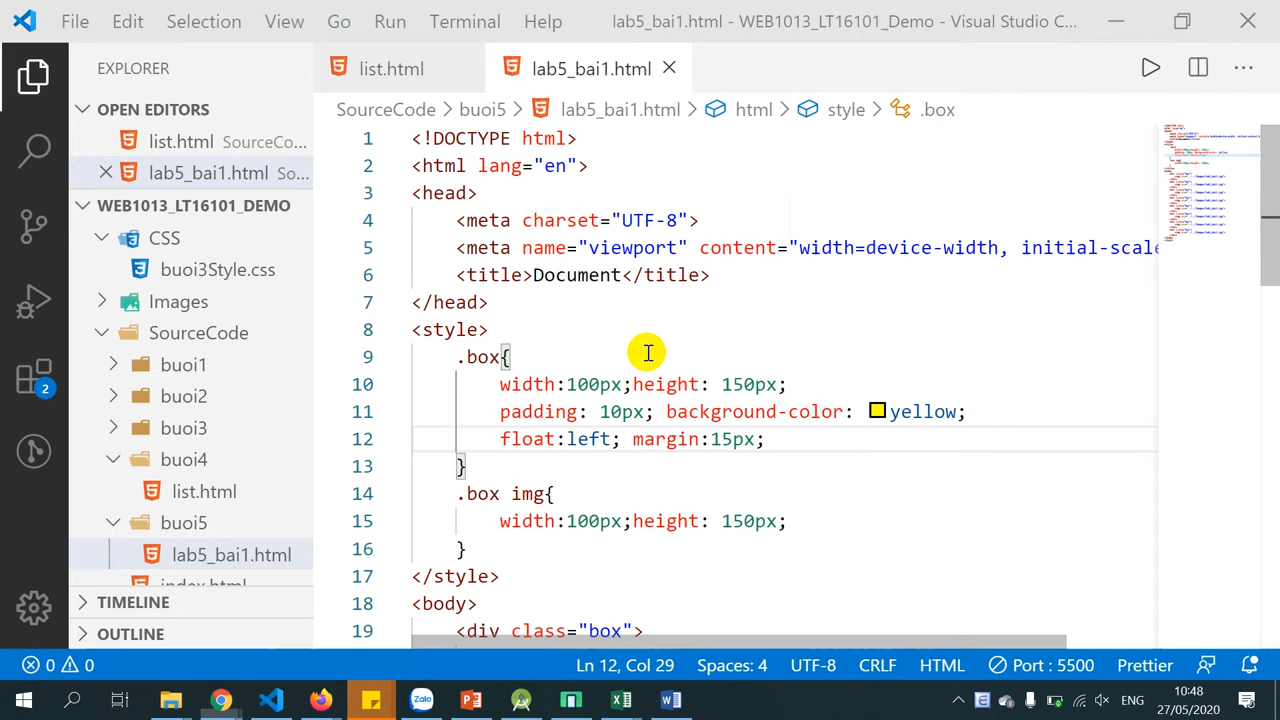 File Edit Selection View Go Run Terminal Help lab5_bai1.html - WEB1013_LT16101_Demo - Visual Studio C...
EXPLORER
list.html
lab5_bai1.html
OPEN EDITORS
list.html SourceCo...
lab5_bai1.html So...
WEB1013_LT16101_DEMO
CSS
buoi3Style.css
Images
SourceCode
buoi1
buoi2
buoi3
buoi4
list.html
buoi5
lab5_bai1.html
index.html
TIMELINE
OUTLINE
2
SourceCode > buoi5 > lab5_bai1.html > html > style > .box
1 <!DOCTYPE html>
2 <html lang="en">
3 <head>
4 <meta charset="UTF-8">
5 <meta name="viewport" content="width=device-width, initial-scale
6 <title>Document</title>
7 </head>
8 <style>
9 .box{
10 width:100px;height: 150px;
11 padding: 10px; background-color: yellow;
12 float:left; margin:15px;
13 }
14 .box img{
15 width:100px;height: 150px;
16 }
17 </style>
18 <body>
19 <div class="box">
0 0 Ln 12, Col 29 Spaces: 4 UTF-8 CRLF HTML Port : 5500 Prettier
Zalo ENG 10:48
27/05/2020